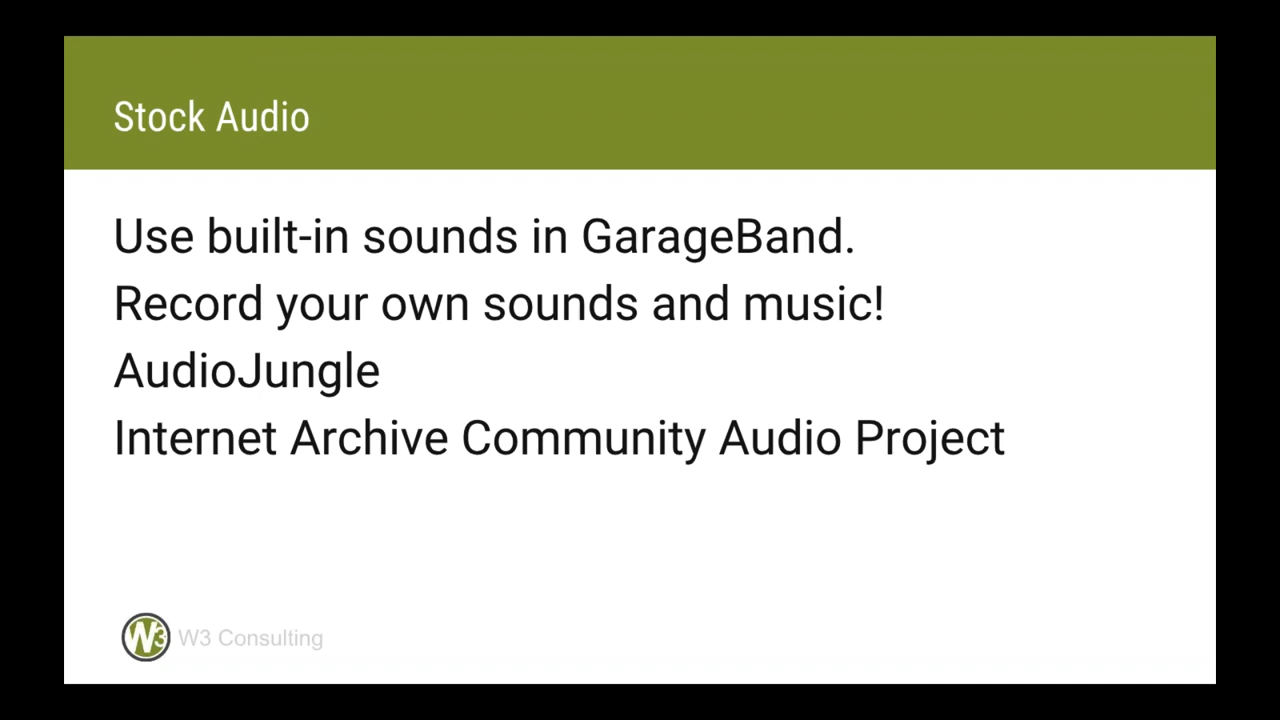 Stock Audio
Use built-in sounds in GarageBand.
Record your own sounds and music!
AudioJungle
Internet Archive Community Audio Project
W3 W3 Consulting